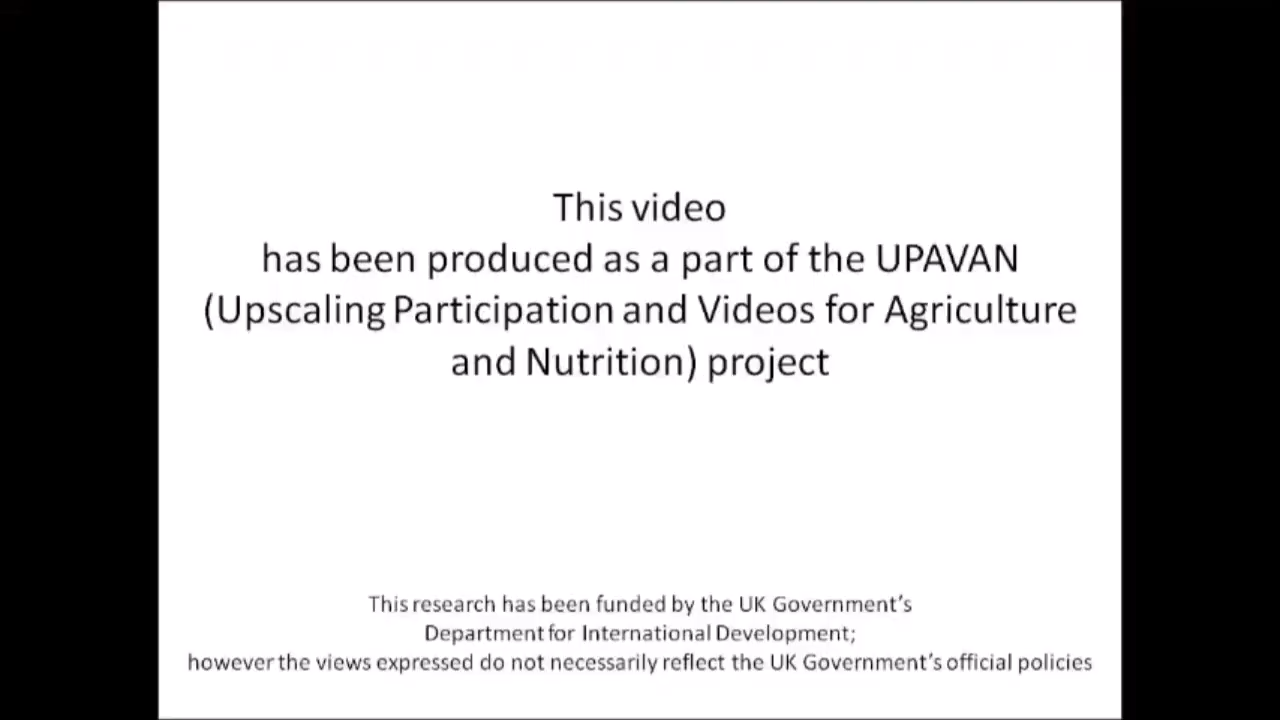 This video
has been produced as a part of the UPAVAN
(Upscaling Participation and Videos for Agriculture
and Nutrition) project
This research has been funded by the UK Government’s
Department for International Development;
however the views expressed do not necessarily reflect the UK Government’s official policies